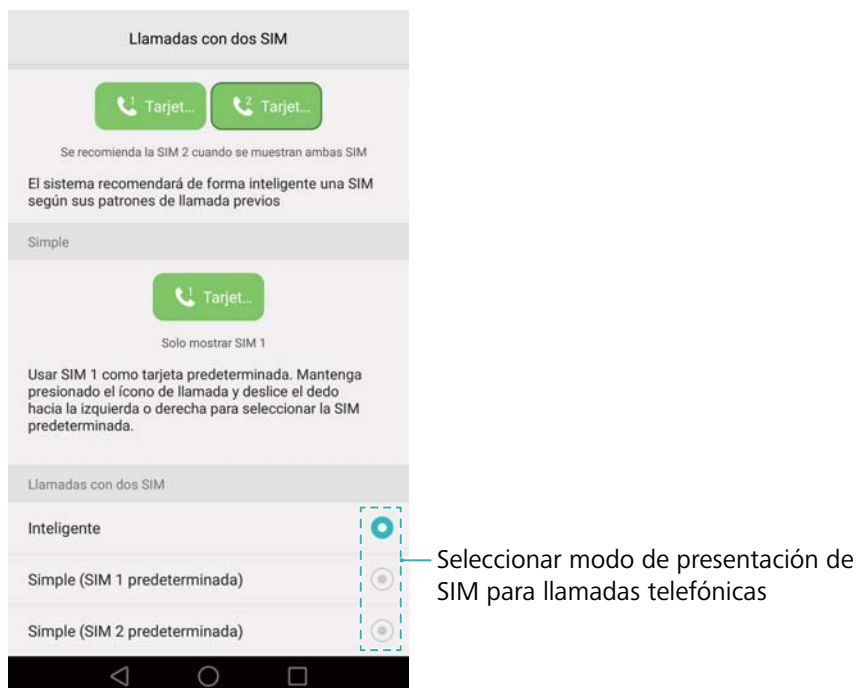 Llamadas con dos SIM
1 Tarjet... 2 Tarjet...
Se recomienda la SIM 2 cuando se muestran ambas SIM
El sistema recomendará de forma inteligente una SIM
según sus patrones de llamada previos
Simple
1 Tarjet...
Solo mostrar SIM 1
Usar SIM 1 como tarjeta predeterminada. Mantenga
presionado el ícono de llamada y deslice el dedo
hacia la izquierda o derecha para seleccionar la SIM
predeterminada.
Llamadas con dos SIM
Inteligente
Simple (SIM 1 predeterminada)
Simple (SIM 2 predeterminada)
Seleccionar modo de presentación de
SIM para llamadas telefónicas